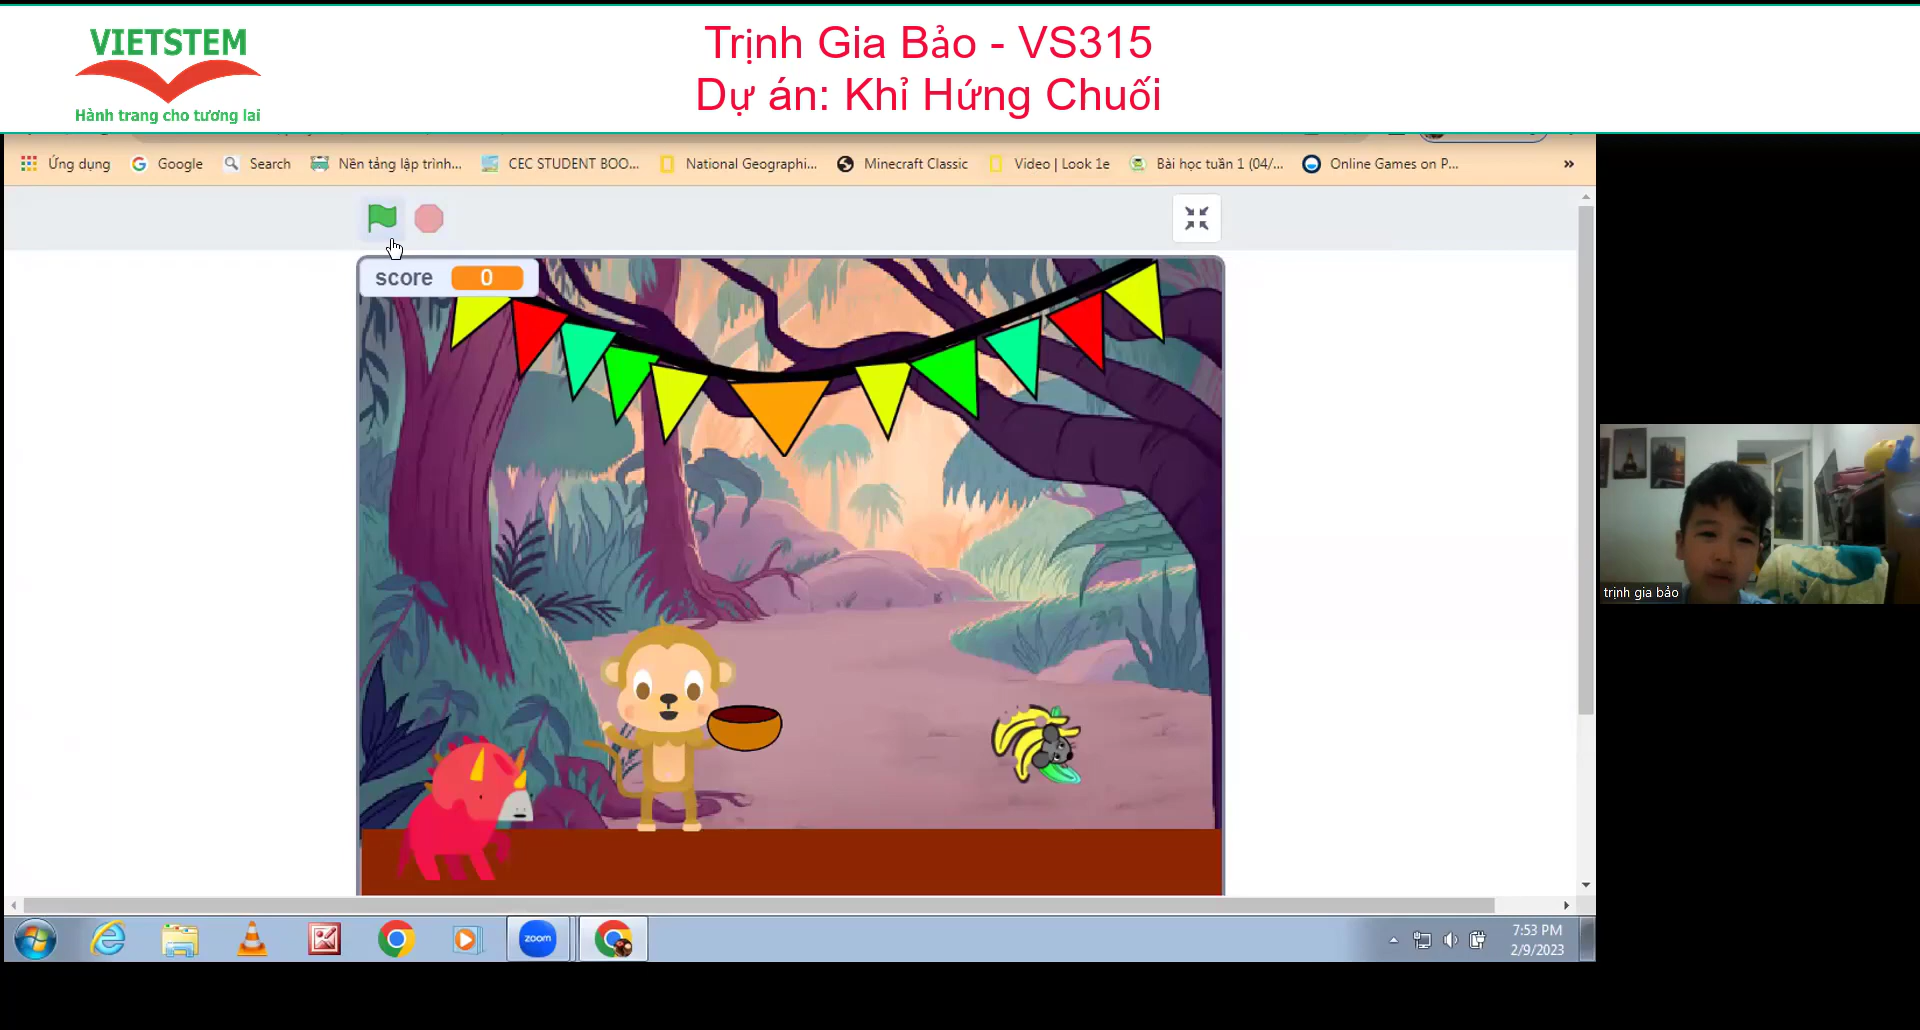 VIETSTEM
Hành trang cho tương lai
Trịnh Gia Bảo - VS315
Dự án: Khỉ Hứng Chuối
Ứng dụng Google Search Nền tảng lập trình... CEC STUDENT BOO... National Geographi... Minecraft Classic Video | Look 1e Bài học tuần 1 (04/... Online Games on P... »
score 0
trịnh gia bảo
zoom
7:53 PM
2/9/2023